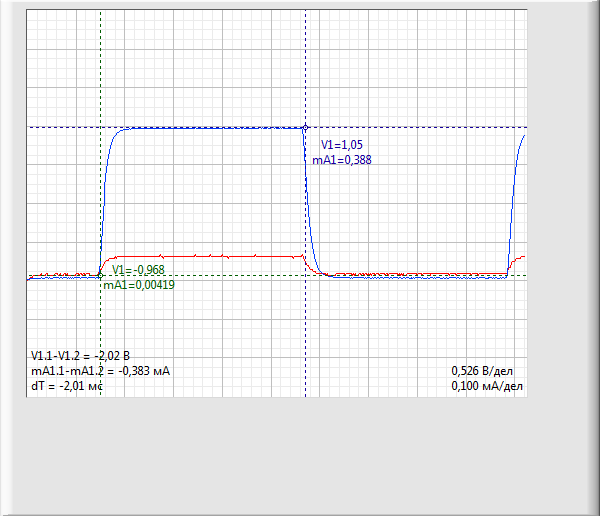 V1=1,05
mA1=0,388
V1=-0,968
mA1=0,00419
V1.1-V1.2 = -2,02 В
mA1.1-mA1.2 = -0,383 мА
dT = -2,01 мс
0,526 В/дел
0,100 мА/дел